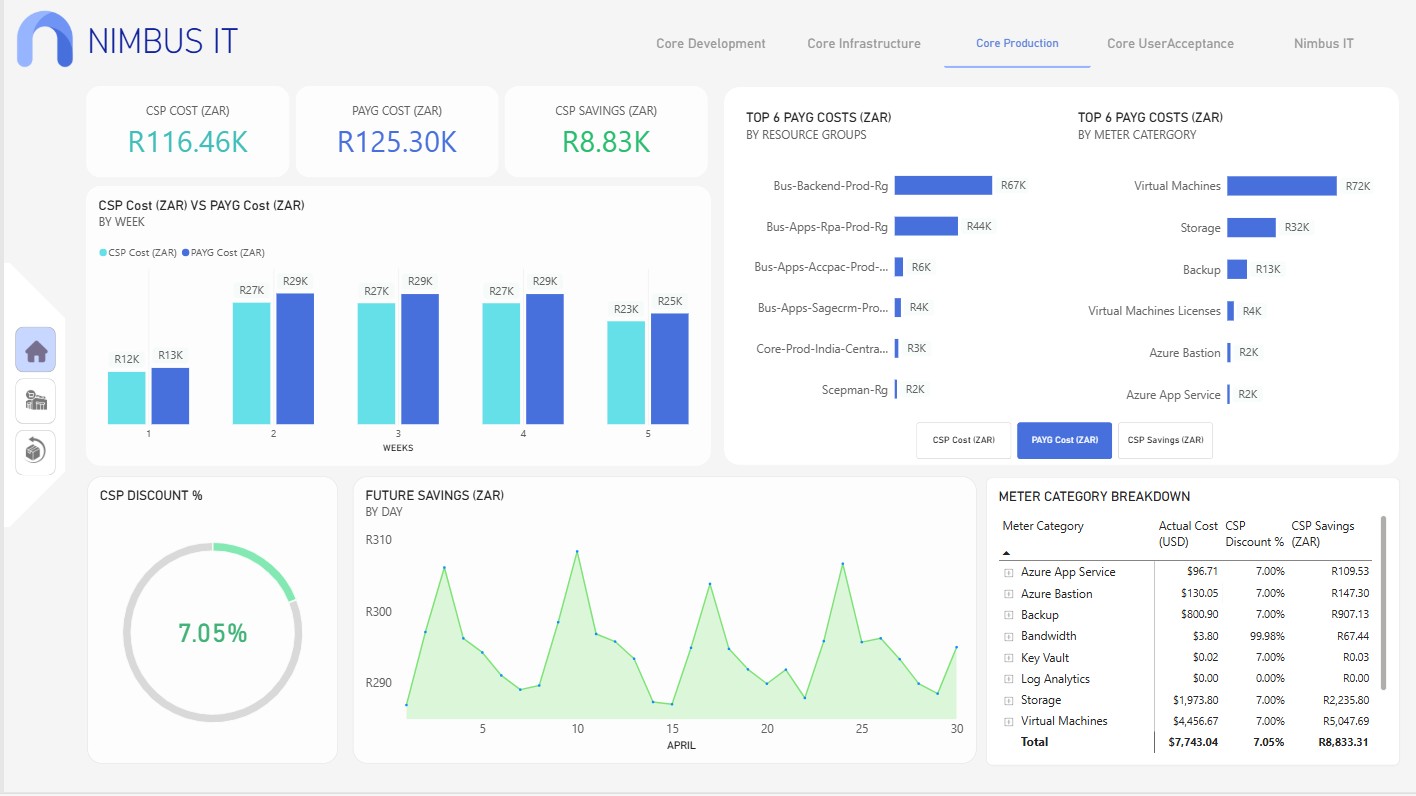 NIMBUS IT
Core Development
Core Infrastructure
Core Production
Core UserAcceptance
Nimbus IT
CSP COST (ZAR)
R116.46K
PAYG COST (ZAR)
R125.30K
CSP SAVINGS (ZAR)
R8.83K
CSP Cost (ZAR) VS PAYG Cost (ZAR)
BY WEEK
CSP Cost (ZAR) PAYG Cost (ZAR)
R12K R13K
R27K R29K
R27K R29K
R27K R29K
R23K R25K
1 2 3 4 5
WEEKS
TOP 6 PAYG COSTS (ZAR)
BY RESOURCE GROUPS
Bus-Backend-Prod-Rg R67K
Bus-Apps-Rpa-Prod-Rg R44K
Bus-Apps-Accpac-Prod-... R6K
Bus-Apps-Sagecrm-Pro... R4K
Core-Prod-India-Centra... R3K
Scepman-Rg R2K
TOP 6 PAYG COSTS (ZAR)
BY METER CATERGORY
Virtual Machines R72K
Storage R32K
Backup R13K
Virtual Machines Licenses R4K
Azure Bastion R2K
Azure App Service R2K
CSP Cost (ZAR)
PAYG Cost (ZAR)
CSP Savings (ZAR)
CSP DISCOUNT %
7.05%
FUTURE SAVINGS (ZAR)
BY DAY
R310
R300
R290
5 10 15 20 25 30
APRIL
METER CATEGORY BREAKDOWN
Meter Category Actual Cost (USD) CSP Discount % CSP Savings (ZAR)
Azure App Service $96.71 7.00% R109.53
Azure Bastion $130.05 7.00% R147.30
Backup $800.90 7.00% R907.13
Bandwidth $3.80 99.98% R67.44
Key Vault $0.02 7.00% R0.03
Log Analytics $0.00 0.00% R0.00
Storage $1,973.80 7.00% R2,235.80
Virtual Machines $4,456.67 7.00% R5,047.69
Total $7,743.04 7.05% R8,833.31